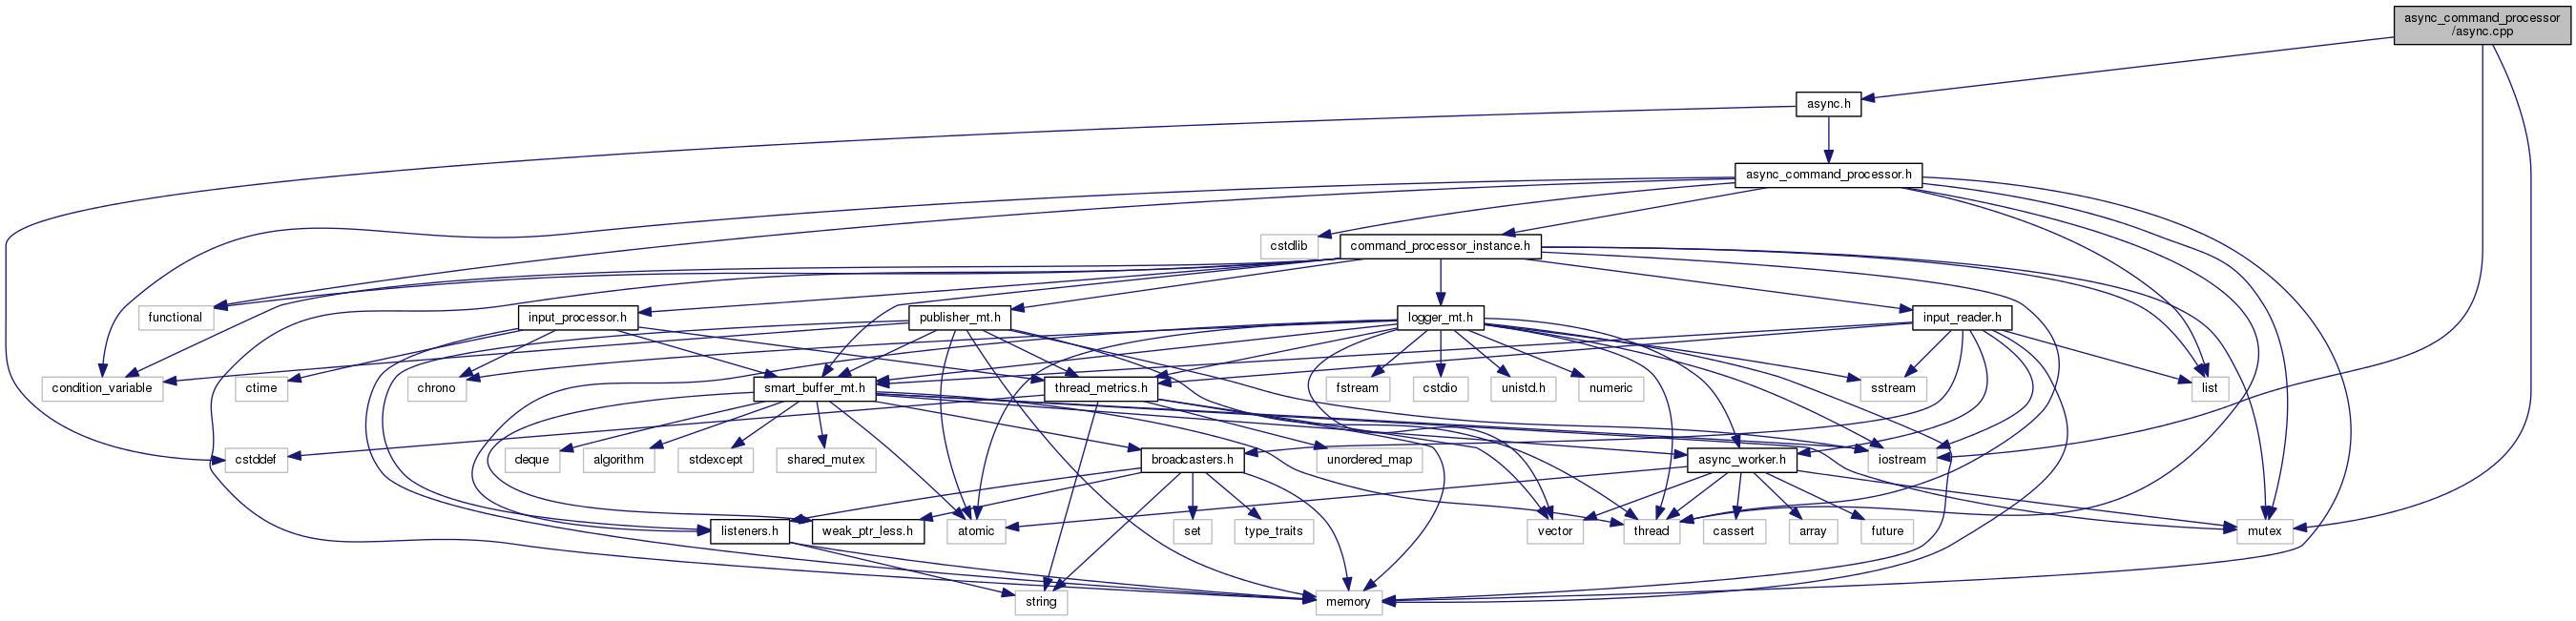 async_command_processor
/async.cpp
async.h
async_command_processor.h
cstdlib
command_processor_instance.h
functional
input_processor.h
publisher_mt.h
logger_mt.h
input_reader.h
condition_variable
ctime
chrono
smart_buffer_mt.h
thread_metrics.h
fstream
cstdio
unistd.h
numeric
sstream
list
cstddef
deque
algorithm
stdexcept
shared_mutex
broadcasters.h
unordered_map
async_worker.h
iostream
listeners.h
weak_ptr_less.h
atomic
set
type_traits
vector
thread
cassert
array
future
mutex
string
memory